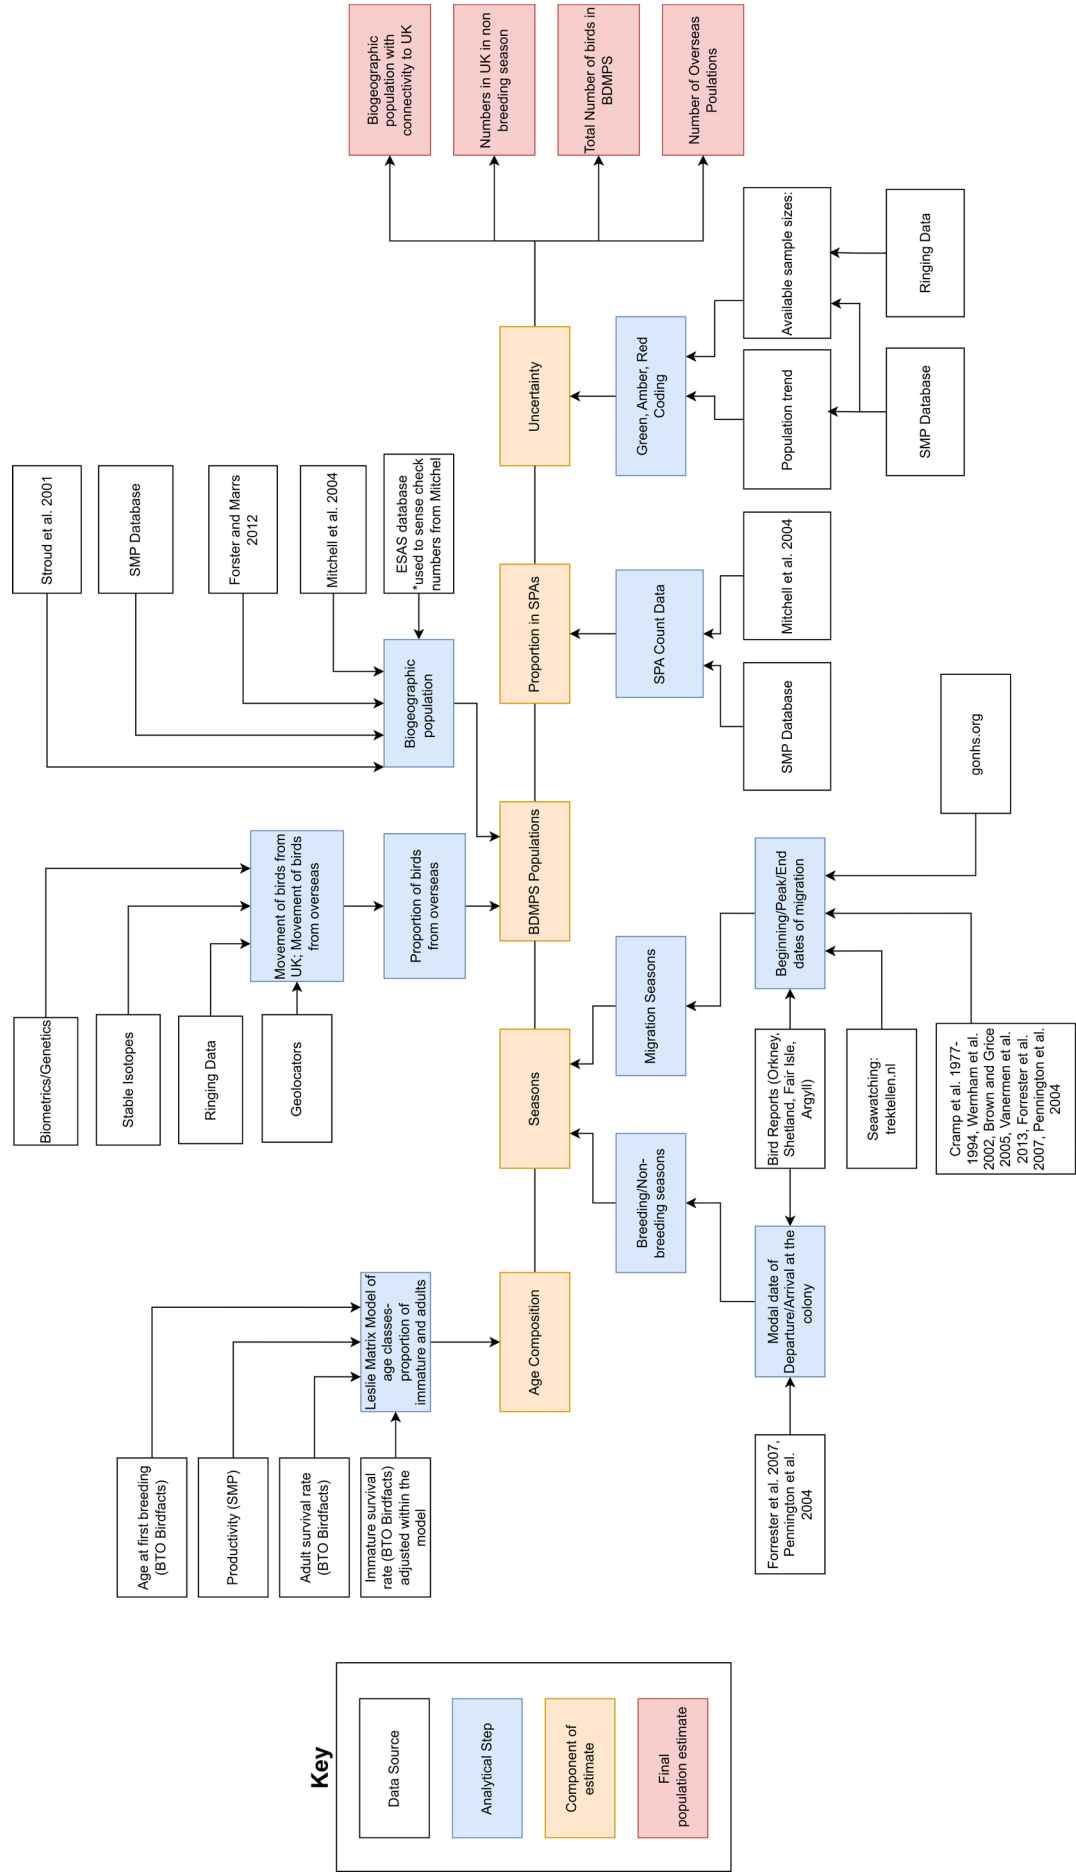 Key
Data Source
Analytical Step
Component of
estimate
Final
population estimate
Age at first breeding
(BTO Birdfacts)
Productivity (SMP)
Adult survival rate
(BTO Birdfacts)
Immature survival
rate (BTO Birdfacts)
adjusted within the
model
Leslie Matrix Model of
age classes-
proportion of
immature and adults
Age Composition
Forrester et al. 2007,
Pennington et al.
2004
Modal date of
Departure/Arrival at the
colony
Breeding/Non-
breeding seasons
Bird Reports (Orkney,
Shetland, Fair Isle,
Argyll)
Seawatching:
trektellen.nl
Cramp et al. 1977-
1994, Wernham et al.
2002, Brown and Grice
2005, Vanermen et al.
2013, Forrester et al.
2007, Pennington et al.
2004
gonhs.org
Beginning/Peak/End
dates of migration
Migration Seasons
Seasons
Biometrics/Genetics
Stable Isotopes
Ringing Data
Geolocators
Movement of birds from
UK; Movement of birds
from overseas
Proportion of birds
from overseas
BDMPS Populations
Stroud et al. 2001
SMP Database
Forster and Marrs
2012
Mitchell et al. 2004
ESAS database
*used to sense check
numbers from Mitchel
Biogeographic
population
Proportion in SPAs
SPA Count Data
SMP Database
Mitchell et al. 2004
Uncertainty
Green, Amber, Red
Coding
Population trend
Available sample sizes:
SMP Database
Ringing Data
Biogeographic
population with
connectivity to UK
Numbers in UK in non
breeding season
Total Number of birds in
BDMPS
Number of Overseas
Poulations